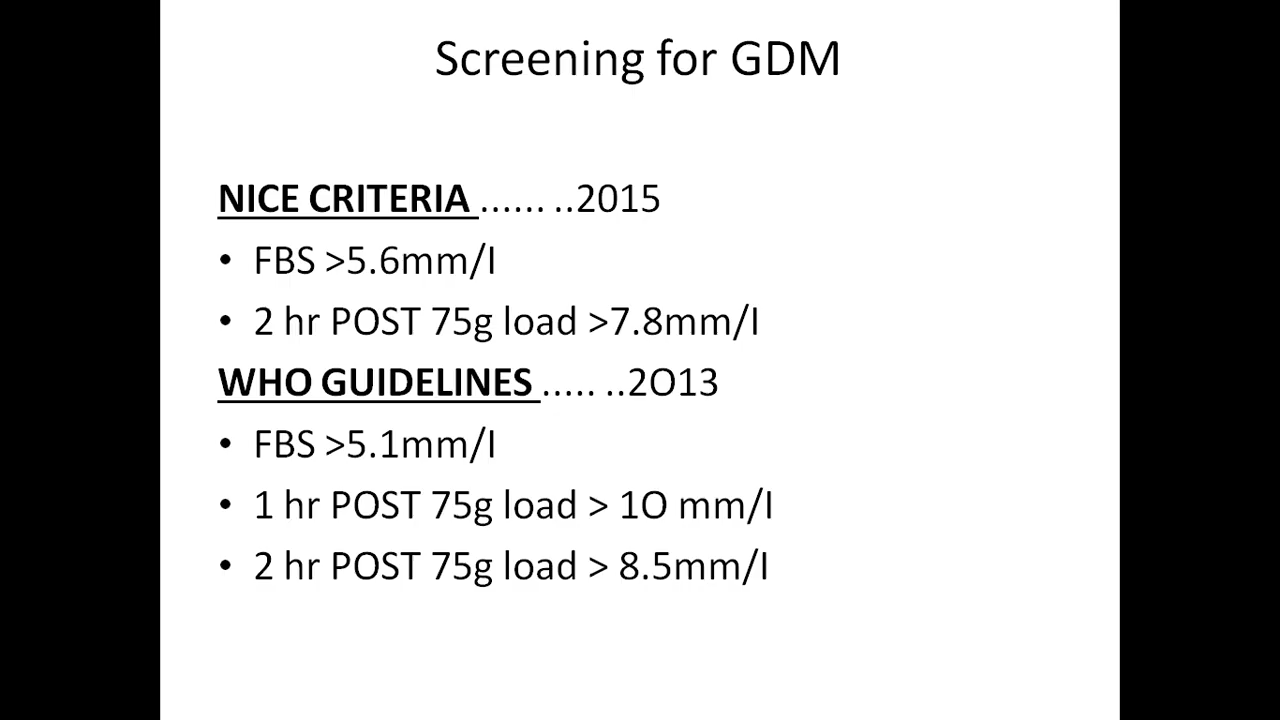 Screening for GDM
NICE CRITERIA ...... ..2015
• FBS >5.6mm/l
• 2 hr POST 75g load >7.8mm/l
WHO GUIDELINES ..... ..2O13
• FBS >5.1mm/l
• 1 hr POST 75g load > 1O mm/l
• 2 hr POST 75g load > 8.5mm/l